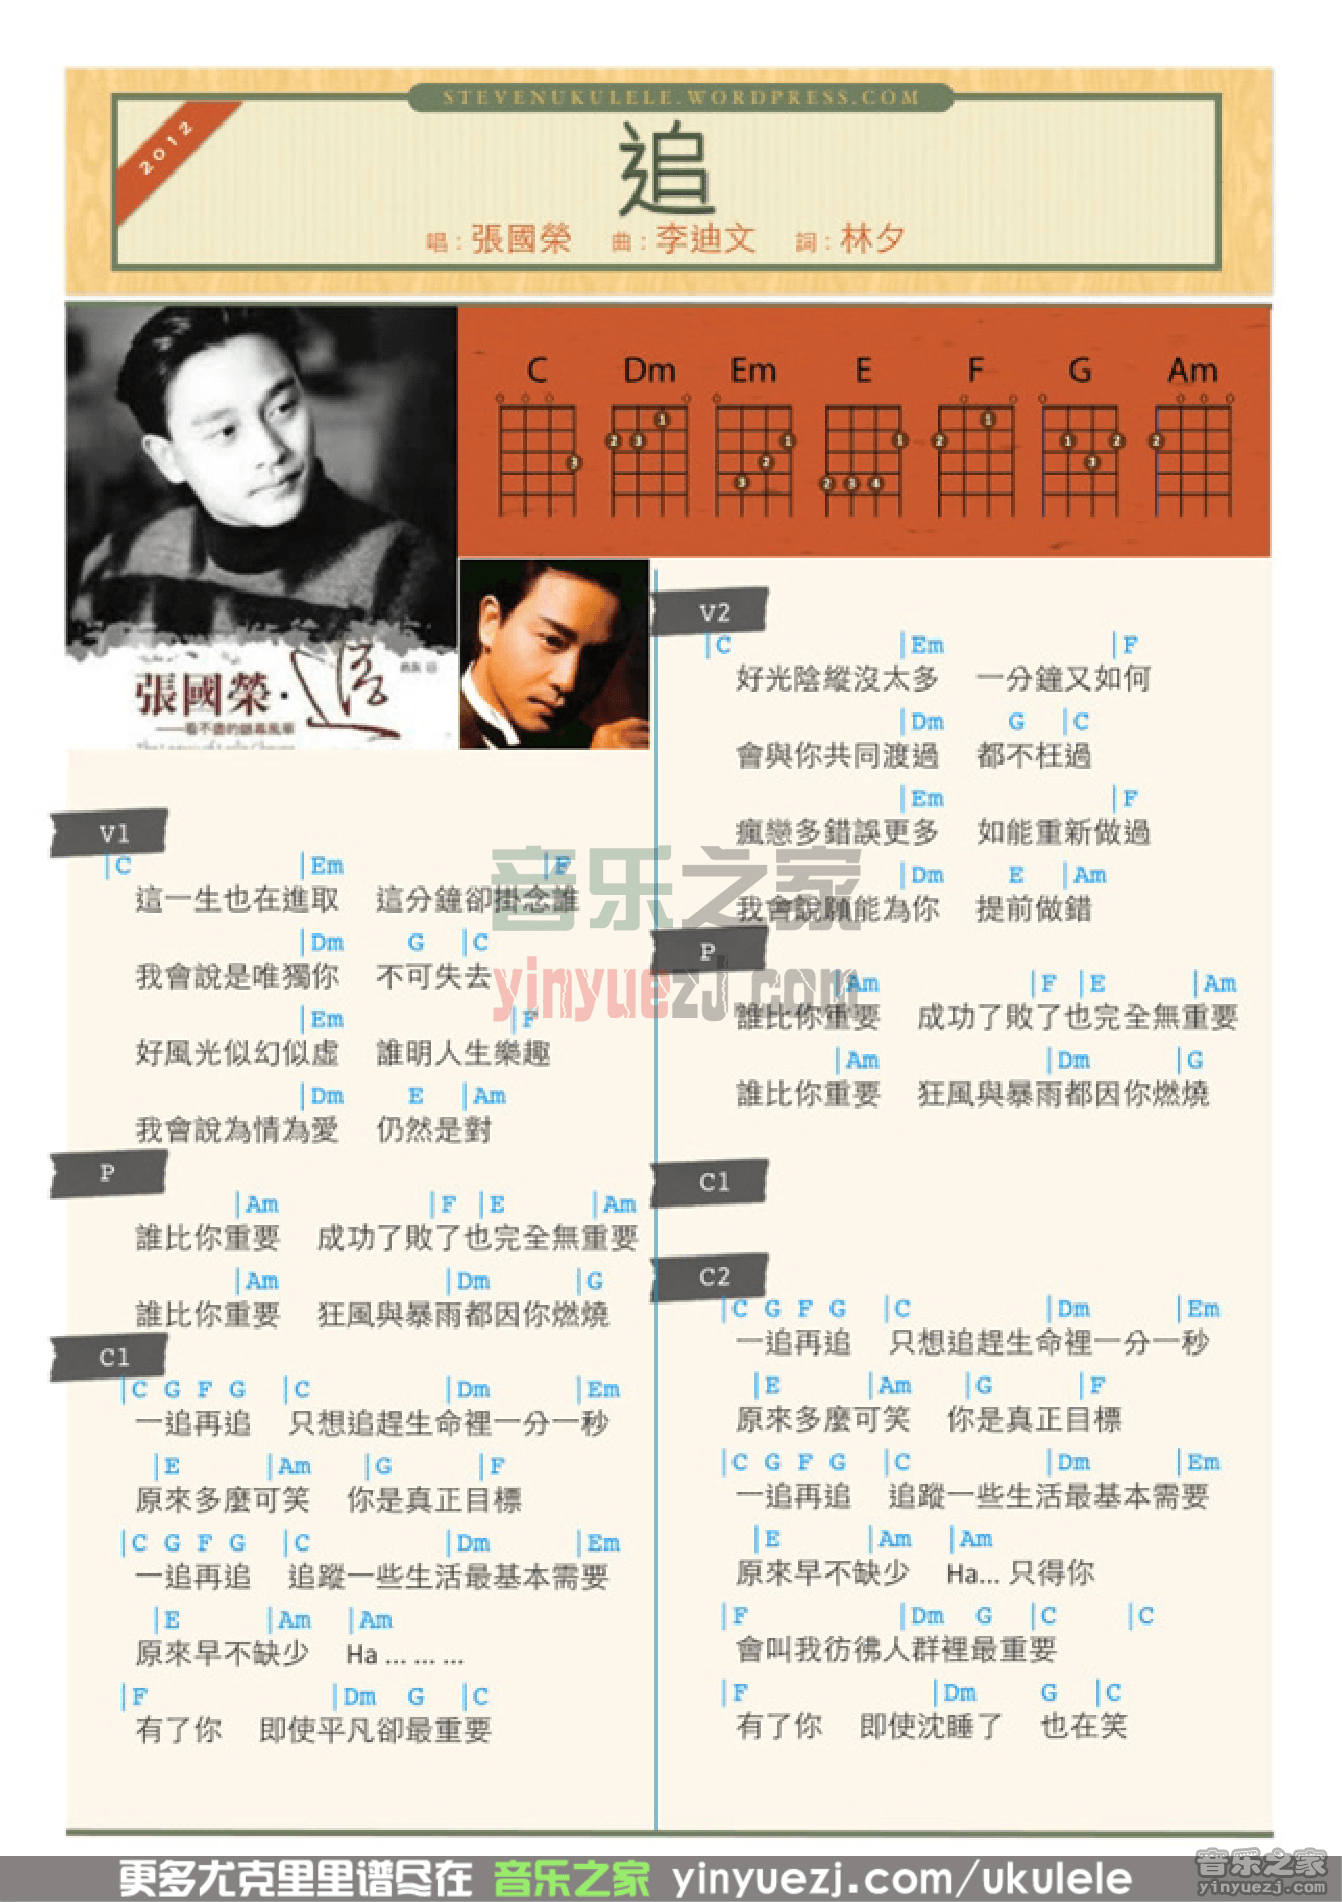 STEVENUKULELE.WORDPRESS.COM
2012
追
唱：張國榮 曲：李迪文 詞：林夕
C Dm Em E F G Am
張國榮·追
V1
|C |Em |F
這一生也在進取 這分鐘卻掛念誰
|Dm G |C
我會說是唯獨你 不可失去
|Em |F
好風光似幻似虛 誰明人生樂趣
|Dm E |Am
我會說為情為愛 仍然是對
P
|Am |F |E |Am
誰比你重要 成功了敗了也完全無重要
|Am |Dm |G
誰比你重要 狂風與暴雨都因你燃燒
C1
|C G F G |C |Dm |Em
一追再追 只想追趕生命裡一分一秒
|E |Am |G |F
原來多麼可笑 你是真正目標
|C G F G |C |Dm |Em
一追再追 追蹤一些生活最基本需要
|E |Am |Am
原來早不缺少 Ha ... ... ...
|F |Dm G |C
有了你 即使平凡卻最重要
V2
|C |Em |F
好光陰縱沒太多 一分鐘又如何
|Dm G |C
會與你共同渡過 都不枉過
|Em |F
瘋戀多錯誤更多 如能重新做過
|Dm E |Am
我會說願能為你 提前做錯
P
|Am |F |E |Am
誰比你重要 成功了敗了也完全無重要
|Am |Dm |G
誰比你重要 狂風與暴雨都因你燃燒
C1
C2
|C G F G |C |Dm |Em
一追再追 只想追趕生命裡一分一秒
|E |Am |G |F
原來多麼可笑 你是真正目標
|C G F G |C |Dm |Em
一追再追 追蹤一些生活最基本需要
|E |Am |Am
原來早不缺少 Ha... 只得你
|F |Dm G |C |C
會叫我彷彿人群裡最重要
|F |Dm G |C
有了你 即使沈睡了 也在笑
音乐之家
yinyuezj.com
更多尤克里里谱尽在 音乐之家 yinyuezj.com/ukulele
音乐之家
yinyuezj.com